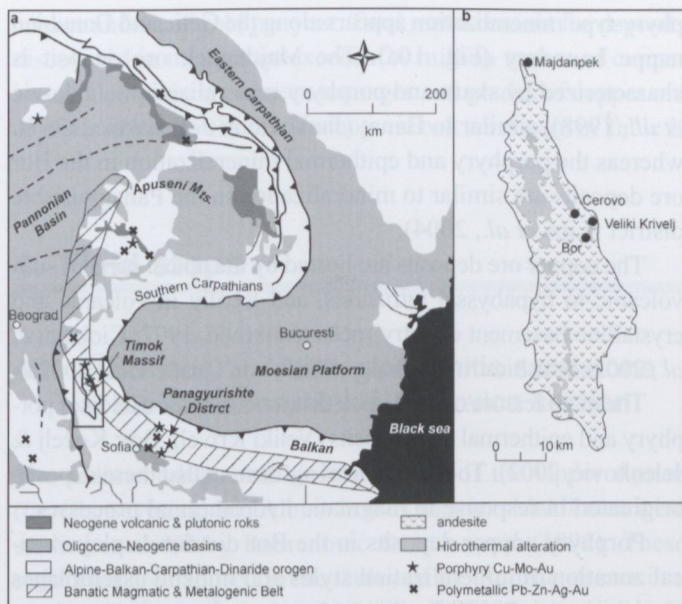 a
b
Eastern Carpathian
200
km
Majdanpek
Pannonian
Basin
Apuseni Mts.
Cerovo
Veliki Krivelj
Bor
Southern Carpathians
Beograd
Bucuresti
Timok
Massif
Moesian Platform
Panagyurishte
Distrct
Black sea
Balkan
Sofia
10 km
Neogene volcanic & plutonic roks
Oligocene-Neogene basins
Alpine-Balkan-Carpathian-Dinaride orogen
Banatic Magmatic & Metalogenic Belt
andesite
Hidrothermal alteration
Porphyry Cu-Mo-Au
Polymetallic Pb-Zn-Ag-Au